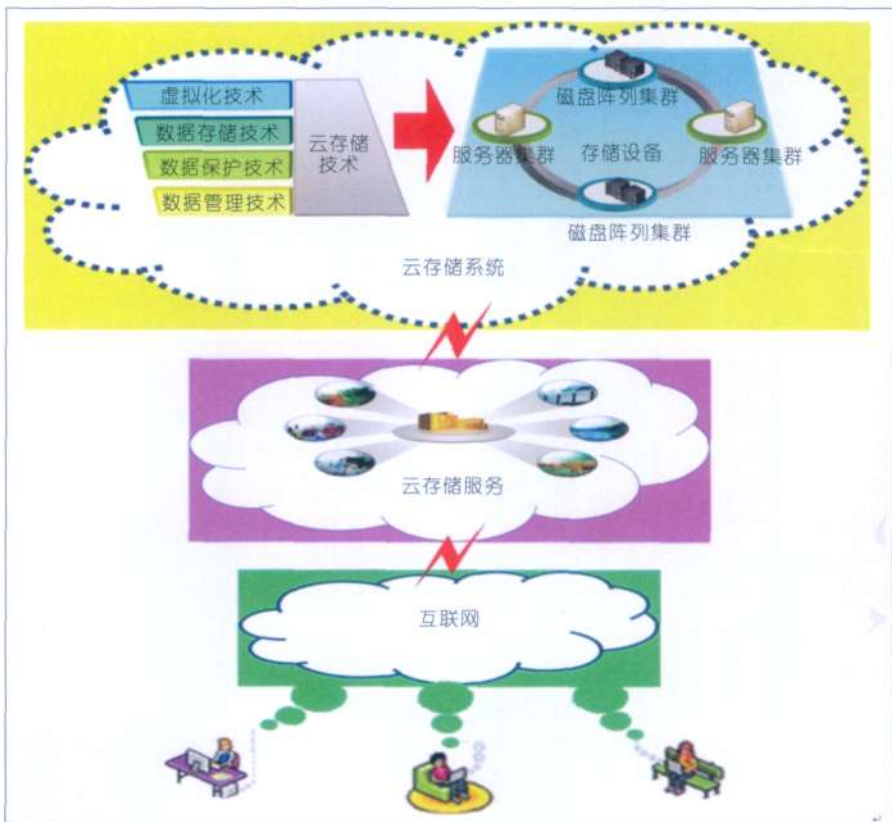 虚拟化技术
数据存储技术
数据保护技术
数据管理技术
云存储
技术
磁盘阵列集群
服务器集群
存储设备
服务器集群
磁盘阵列集群
云存储系统
云存储服务
互联网